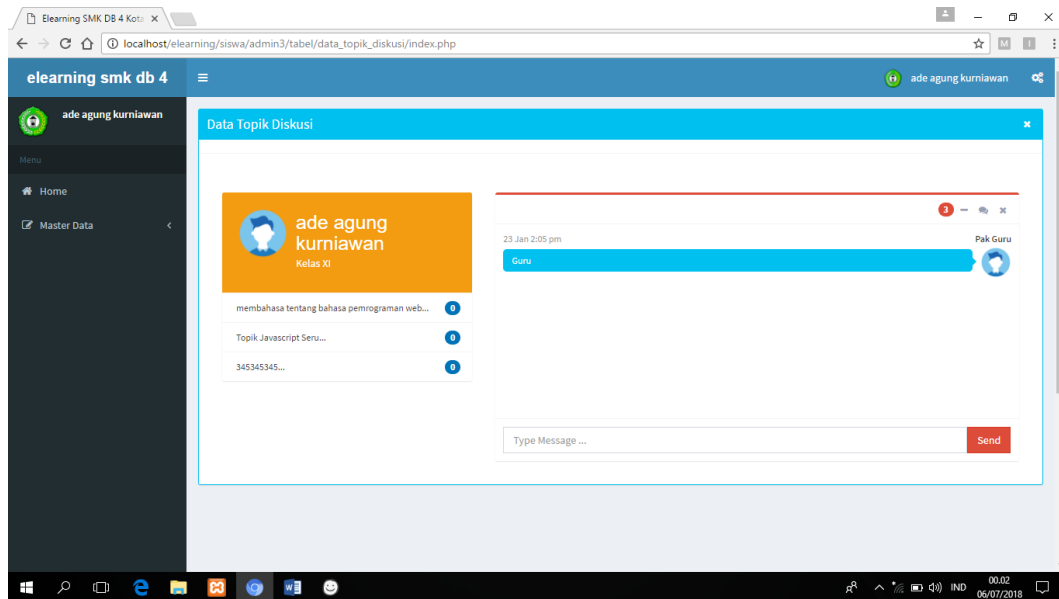 Elearning SMK DB 4 Kota
localhost/elearning/siswa/admin3/tabel/data_topik_diskusi/index.php
M
I
elearning smk db 4
ade agung kurniawan
ade agung kurniawan
Menu
Home
Master Data
Data Topik Diskusi
ade agung
kurniawan
Kelas XI
membahasa tentang bahasa pemrograman web...
0
Topik Javascript Seru...
0
345345345...
0
3
23 Jan 2:05 pm
Pak Guru
Guru
Type Message ...
Send
IND
00.02
06/07/2018